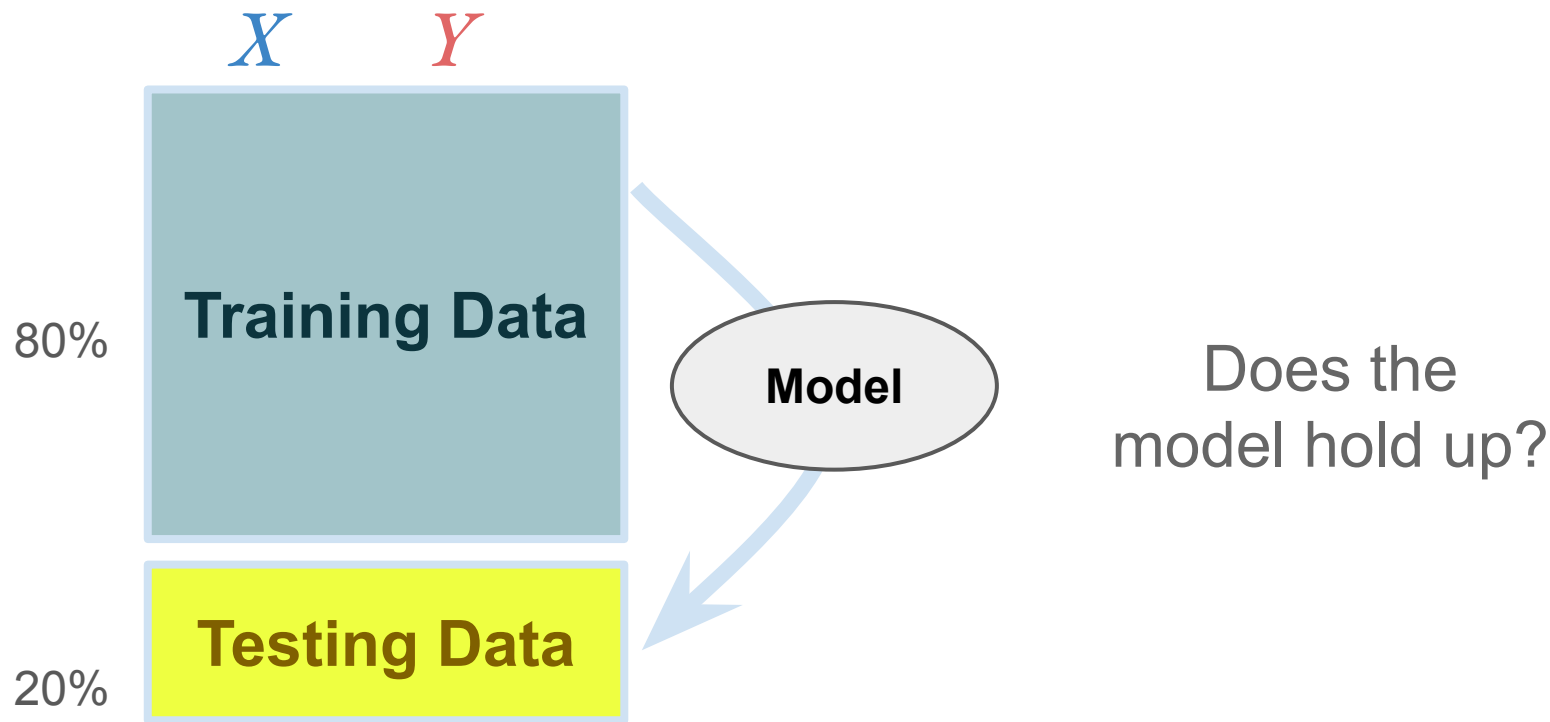 X Y
Training Data
80%
Model
Does the
model hold up?
Testing Data
20%